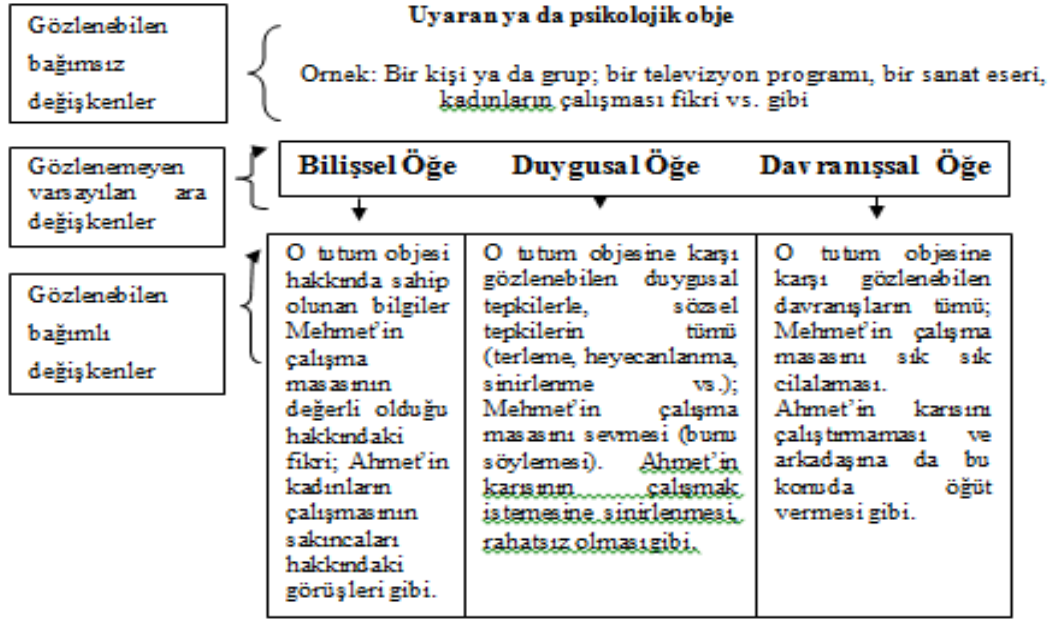 Gözlenebilen
bağımsız
değişkenler
Uyaran ya da psikolojik obje
Ornek: Bir kişi ya da grup; bir televizyon programı, bir sanat eseri,
kadınların çalışması fikri vs. gibi
Gözlenemeyen
varsayılan ara
değişkenler
Bilişsel Öğe Duygusal Öğe Davranışsal Öğe
Gözlenebilen
bağımlı
değişkenler
O tutum objesi
hakkında sahip
olunan bilgiler
Mehmet’in
çalışma
masasının
değerli olduğu
hakkındaki
fikri; Ahmet’in
kadınların
çalışmasının
sakıncaları
hakkındaki
görüşleri gibi.
O tutum objesine karşı
gözlenebilen duygusal
tepkilerle, sözsel
tepkilerin tümü
(terleme, heyecanlanma,
sinirlenme vs.);
Mehmet’in çalışma
masasını sevmesi (bunu
söylemesi). Ahmet’in
karısının çalışmak
istemesine sinirlenmesi,
rahatsız olması gibi.
O tutum objesine
karşı gözlenebilen
davranışların tümü;
Mehmet’in çalışma
masasını sık sık
cilalaması.
Ahmet’in karısını
çalıştırmaması ve
arkadaşına da bu
konuda öğüt
vermesi gibi.